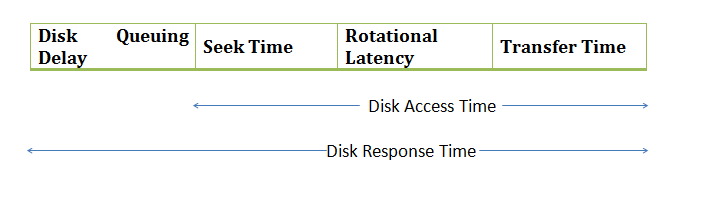 Disk Queuing Delay
Seek Time
Rotational Latency
Transfer Time
Disk Access Time
Disk Response Time